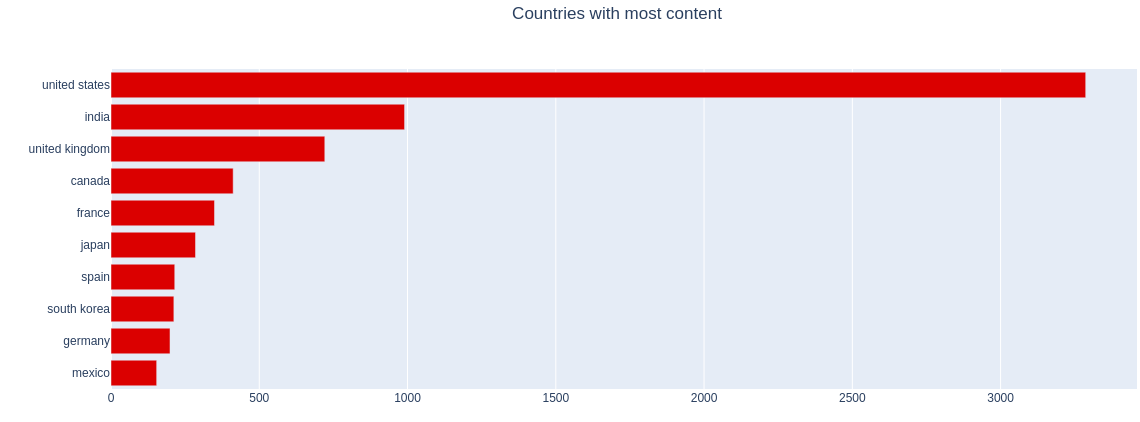 Countries with most content
united states
india
united kingdom
canada
france
japan
spain
south korea
germany
mexico
0 500 1000 1500 2000 2500 3000